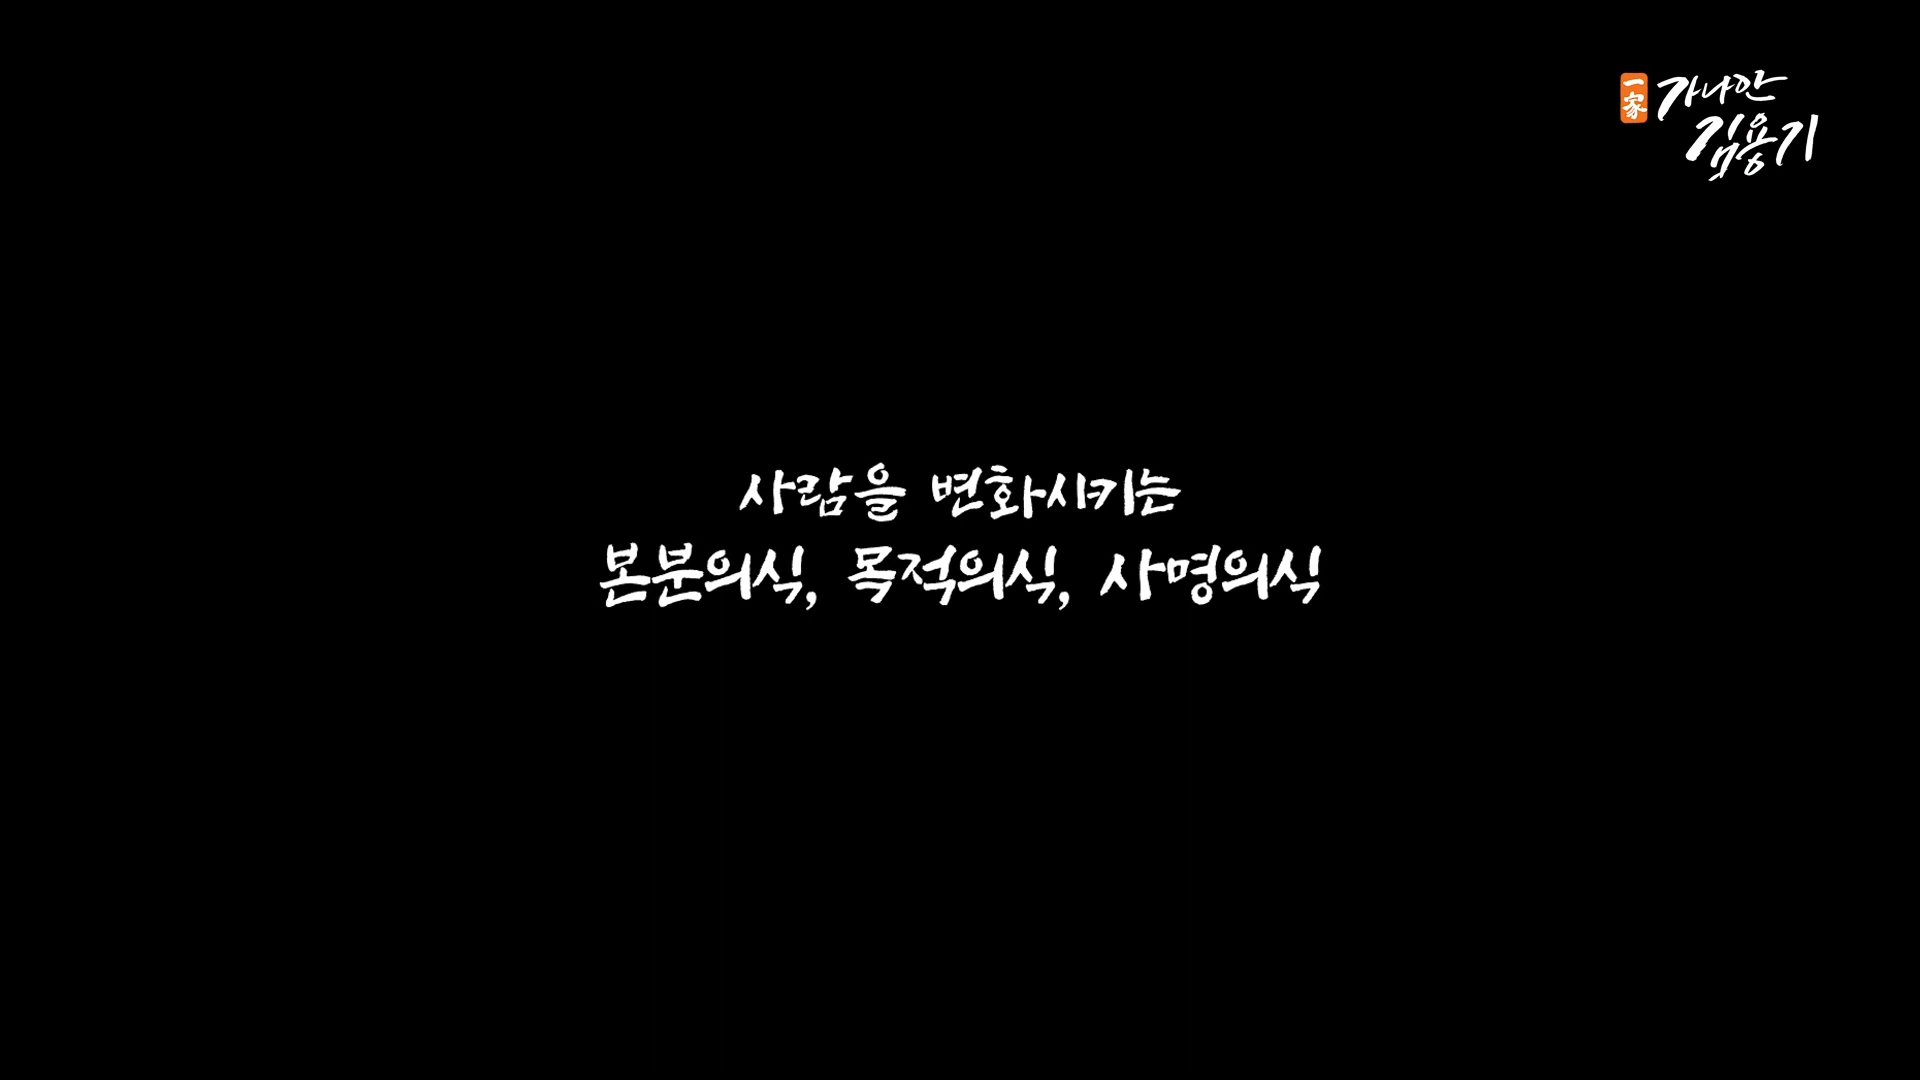 一家
가나안
김용기
사람을 변화시키는
본분의식, 목적의식, 사명의식